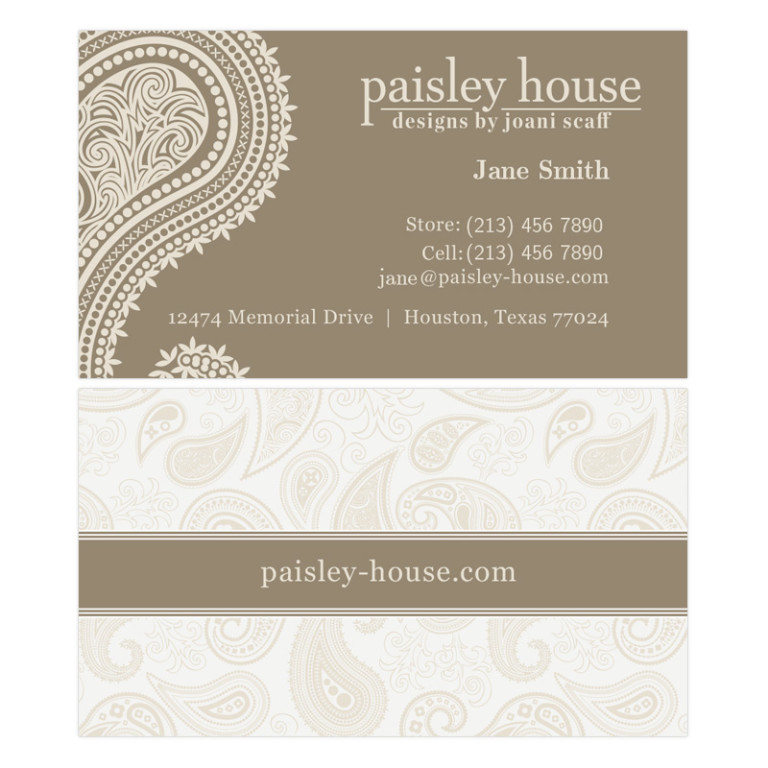 paisley house
designs by joani scaff
Jane Smith
Store: (213) 456 7890
Cell: (213) 456 7890
jane@paisley-house.com
12474 Memorial Drive | Houston, Texas 77024
paisley-house.com